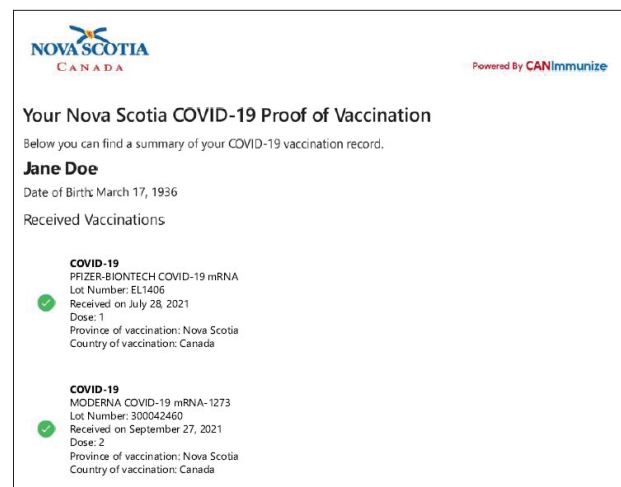 NOVA SCOTIA
CANADA
Powered By CANImmunize
Your Nova Scotia COVID-19 Proof of Vaccination
Below you can find a summary of your COVID-19 vaccination record.
Jane Doe
Date of Birth: March 17, 1936
Received Vaccinations
COVID-19
PFIZER-BIONTECH COVID-19 mRNA
Lot Number: EL1406
Received on July 28, 2021
Dose: 1
Province of vaccination: Nova Scotia
Country of vaccination: Canada
COVID-19
MODERNA COVID-19 mRNA-1273
Lot Number: 300042460
Received on September 27, 2021
Dose: 2
Province of vaccination: Nova Scotia
Country of vaccination: Canada